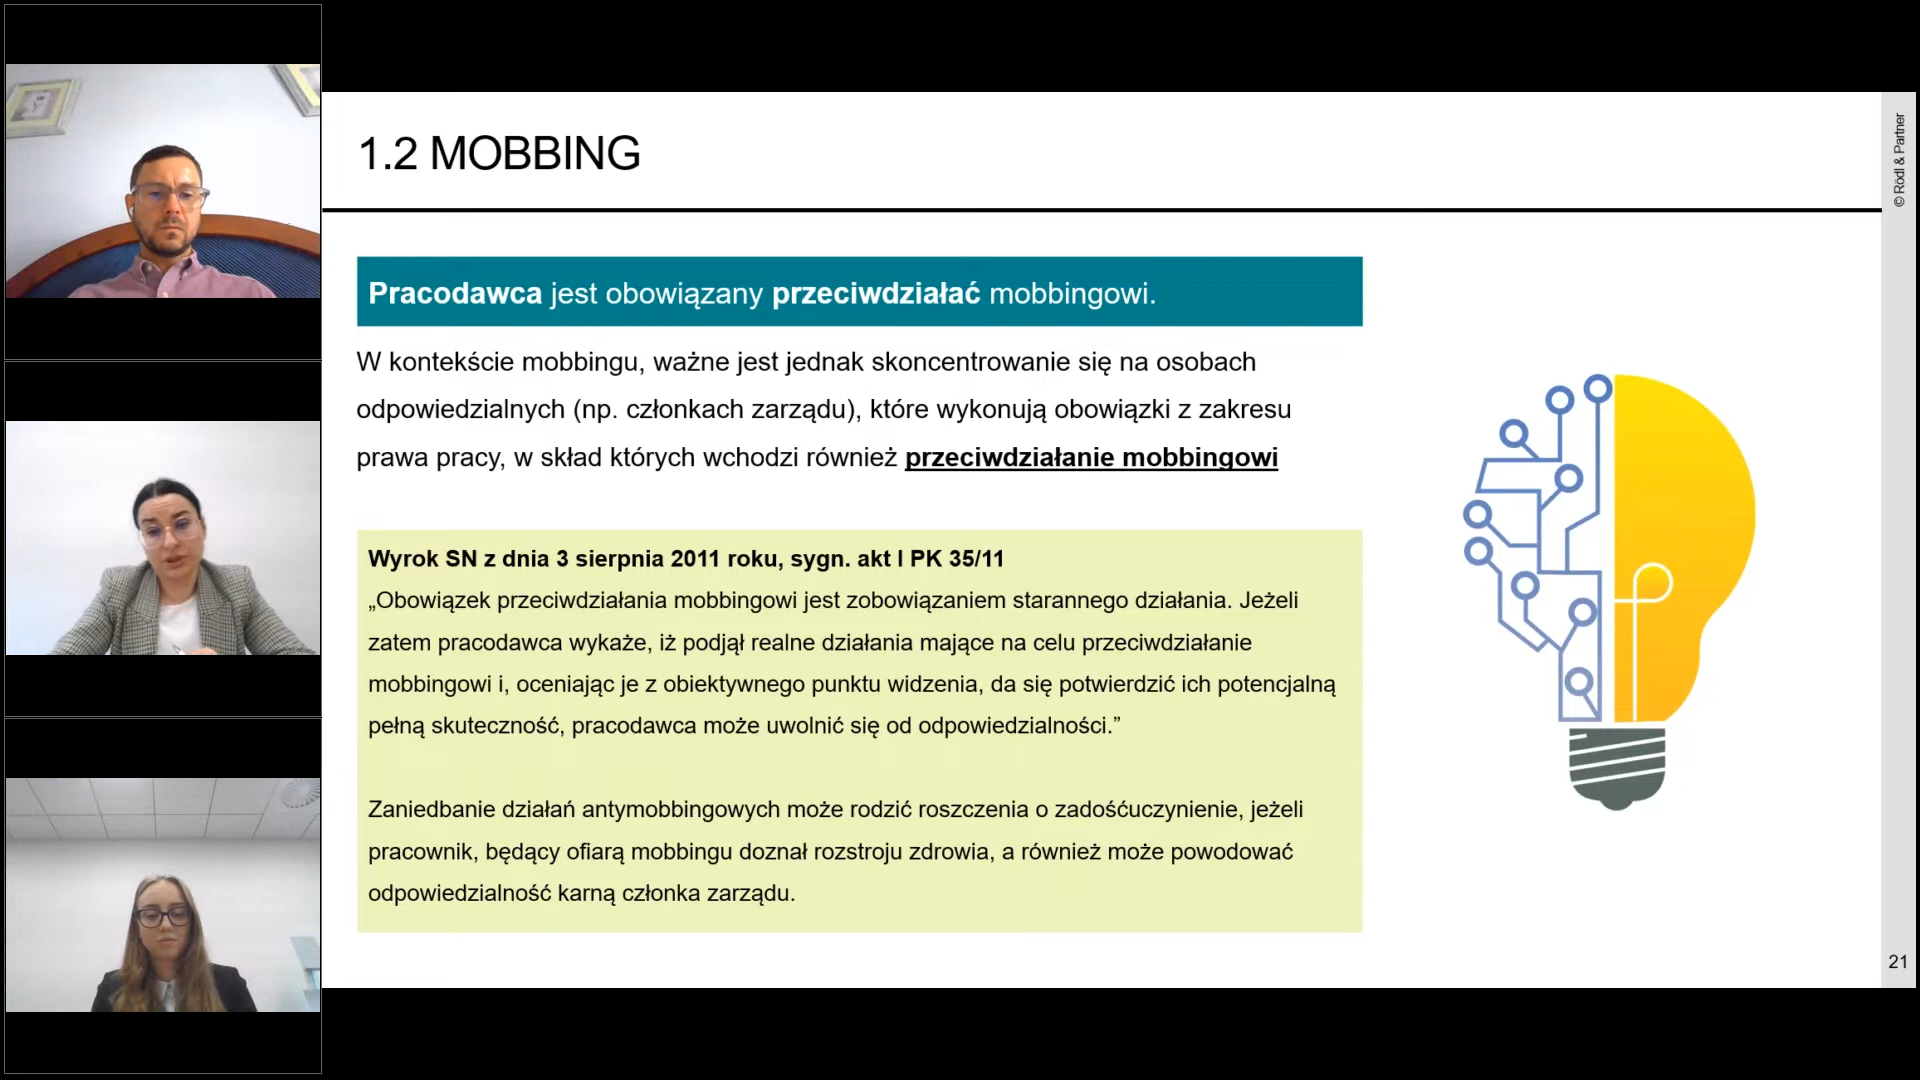 1.2 MOBBING
© Rödl & Partner
Pracodawca jest obowiązany przeciwdziałać mobbingowi.
W kontekście mobbingu, ważne jest jednak skoncentrowanie się na osobach
odpowiedzialnych (np. członkach zarządu), które wykonują obowiązki z zakresu
prawa pracy, w skład których wchodzi również przeciwdziałanie mobbingowi
Wyrok SN z dnia 3 sierpnia 2011 roku, sygn. akt I PK 35/11
„Obowiązek przeciwdziałania mobbingowi jest zobowiązaniem starannego działania. Jeżeli
zatem pracodawca wykaże, iż podjął realne działania mające na celu przeciwdziałanie
mobbingowi i, oceniając je z obiektywnego punktu widzenia, da się potwierdzić ich potencjalną
pełną skuteczność, pracodawca może uwolnić się od odpowiedzialności.”
Zaniedbanie działań antymobbingowych może rodzić roszczenia o zadośćuczynienie, jeżeli
pracownik, będący ofiarą mobbingu doznał rozstroju zdrowia, a również może powodować
odpowiedzialność karną członka zarządu.
21